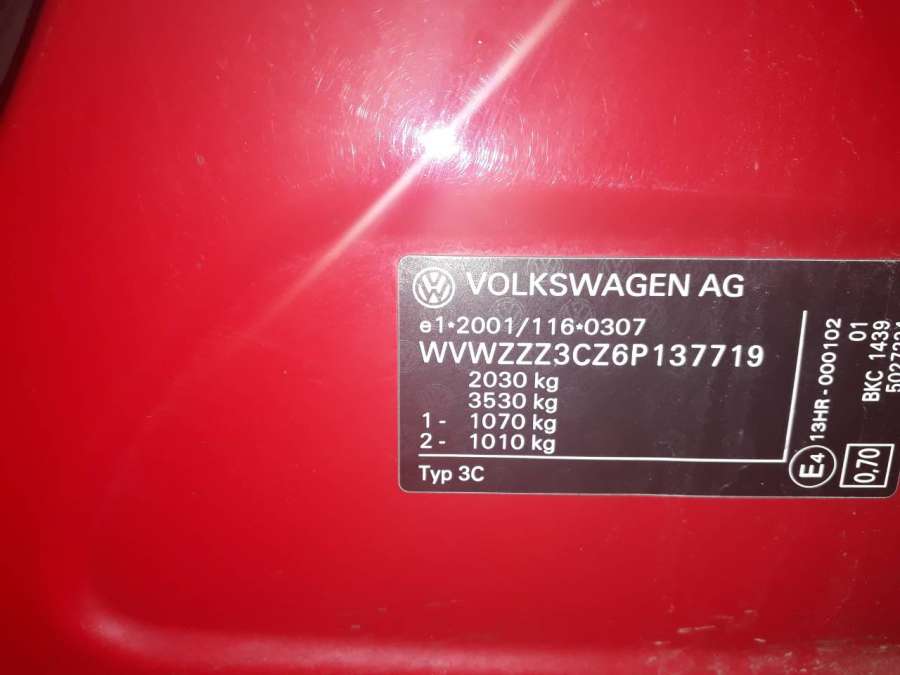 VOLKSWAGEN AG
e1*2001/116*0307
WVWZZZ3CZ6P137719
2030 kg
3530 kg
1- 1070 kg
2- 1010 kg
Typ 3C
E4 13HR-000102
01
BKC 1439
0,70